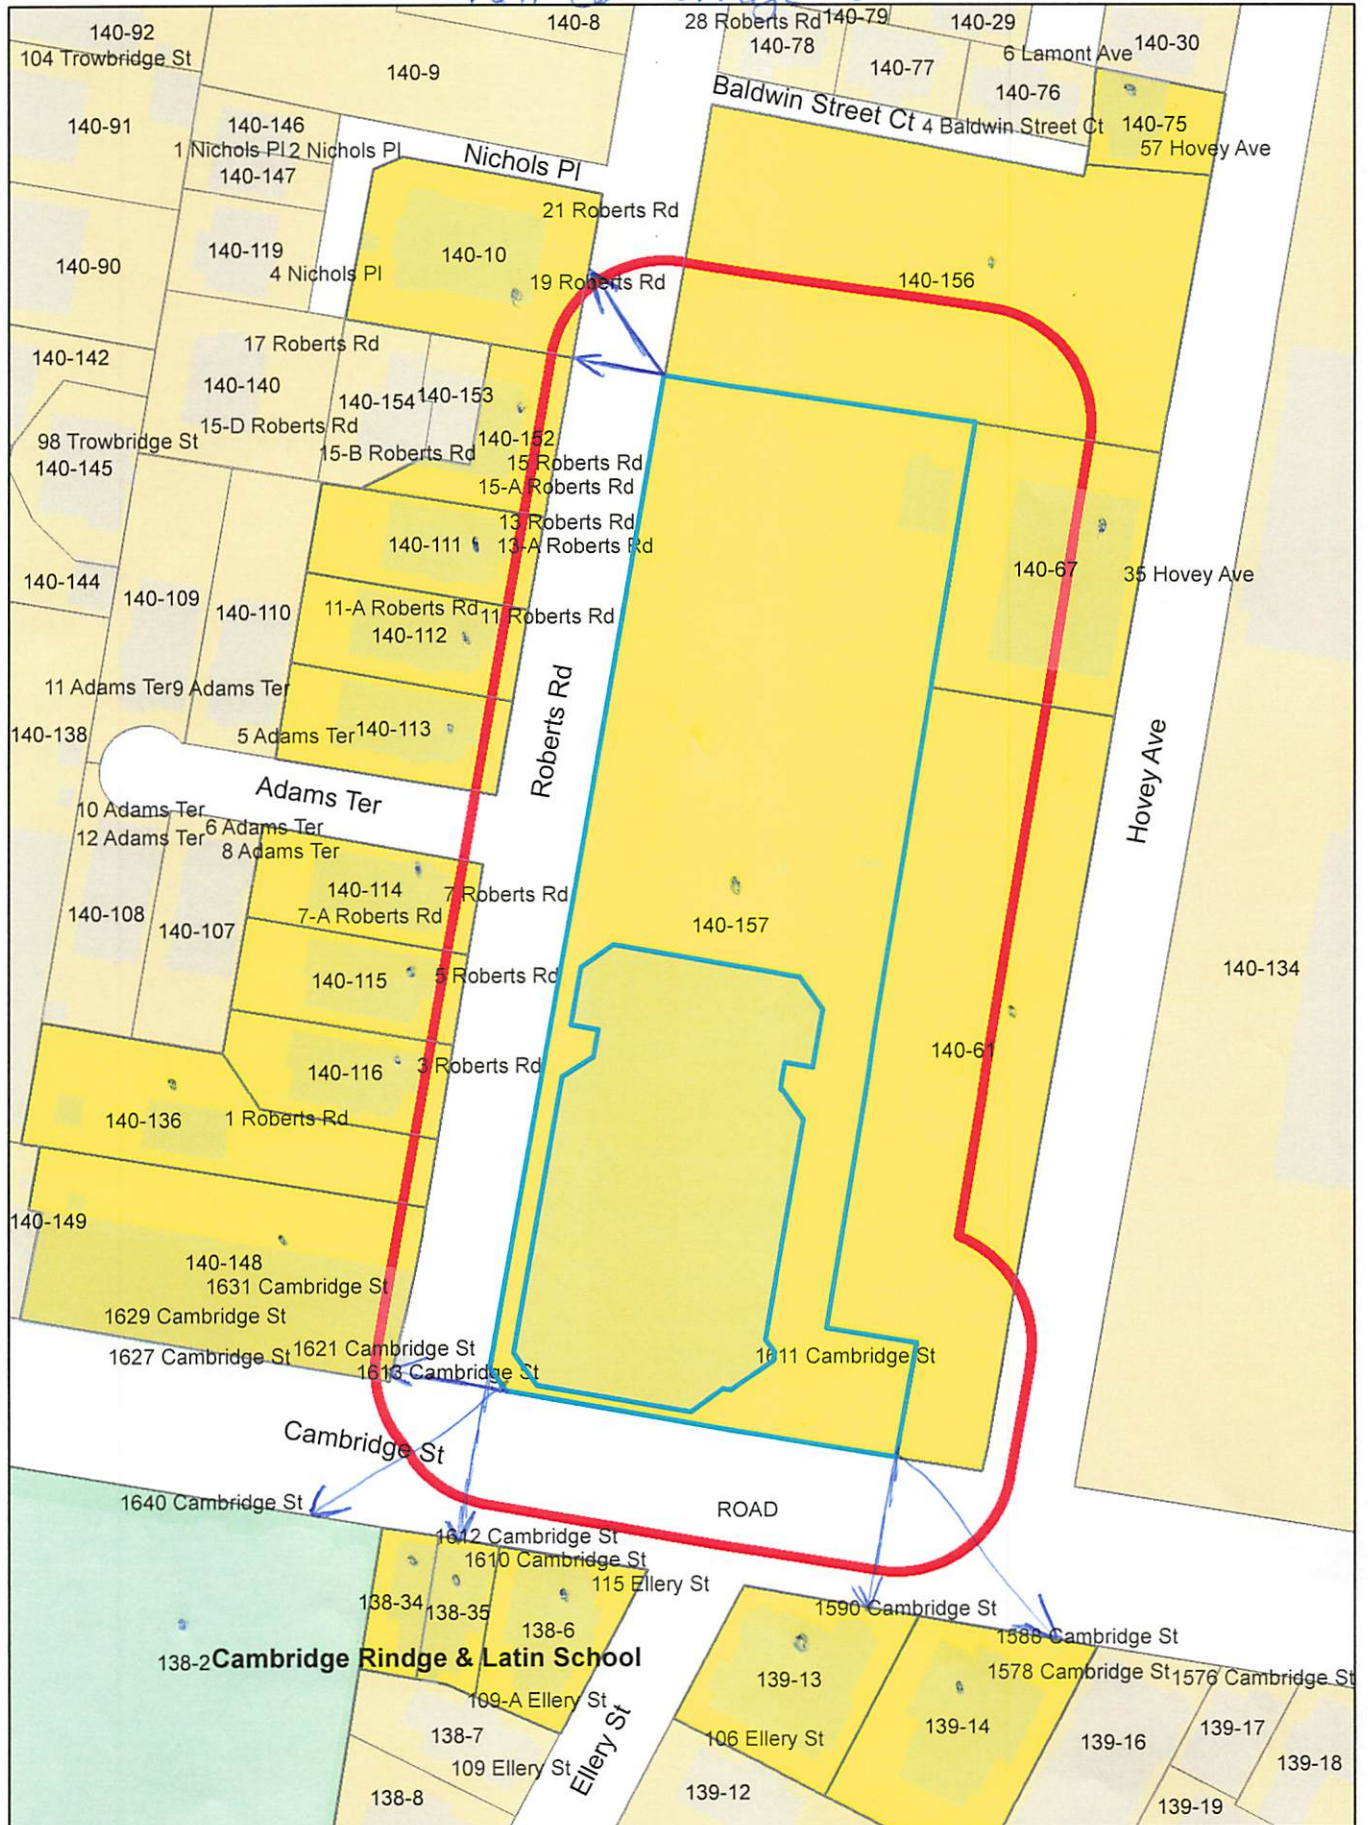 140-92
104 Trowbridge St
140-8
28 Roberts Rd
140-79
140-29
140-78
140-77
6 Lamont Ave
140-30
140-9
140-76
140-91
140-146
1 Nichols Pl
2 Nichols Pl
140-147
Nichols Pl
Baldwin Street Ct
4 Baldwin Street Ct
140-75
57 Hovey Ave
21 Roberts Rd
140-90
140-119
4 Nichols Pl
140-10
19 Roberts Rd
140-156
140-142
17 Roberts Rd
140-140
140-154
140-153
15-D Roberts Rd
15-B Roberts Rd
140-152
15 Roberts Rd
15-A Roberts Rd
98 Trowbridge St
140-145
13 Roberts Rd
140-111
13-A Roberts Rd
140-144
140-109
140-110
140-67
35 Hovey Ave
11-A Roberts Rd
11 Roberts Rd
140-112
11 Adams Ter
9 Adams Ter
140-138
5 Adams Ter
140-113
Roberts Rd
Hovey Ave
Adams Ter
10 Adams Ter
12 Adams Ter
6 Adams Ter
8 Adams Ter
140-114
7 Roberts Rd
7-A Roberts Rd
140-108
140-107
140-157
140-134
140-115
5 Roberts Rd
140-61
140-116
3 Roberts Rd
140-136
1 Roberts Rd
140-149
140-148
1631 Cambridge St
1629 Cambridge St
1627 Cambridge St
1621 Cambridge St
1613 Cambridge St
1611 Cambridge St
Cambridge St
1640 Cambridge St
ROAD
1612 Cambridge St
1610 Cambridge St
115 Ellery St
138-34
138-35
138-6
1590 Cambridge St
1588 Cambridge St
138-2
Cambridge Rindge & Latin School
139-13
1578 Cambridge St
1576 Cambridge St
109-A Ellery St
138-7
106 Ellery St
139-14
139-16
139-17
109 Ellery St
Ellery St
139-18
138-8
139-12
139-19